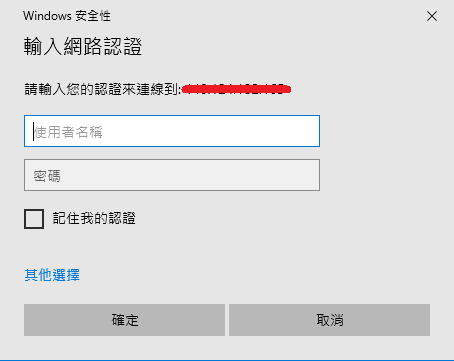 Windows 安全性
輸入網路認證
請輸入您的認證來連線到:
使用者名稱
密碼
記住我的認證
其他選擇
確定
取消